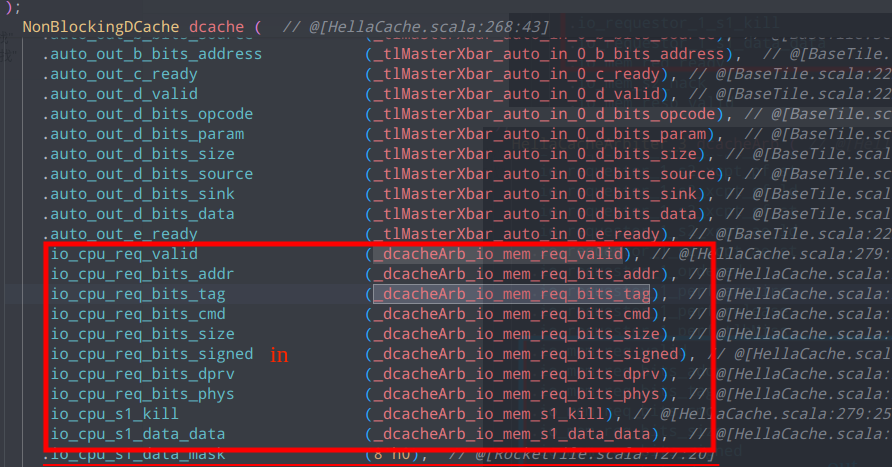 );
NonBlockingDCache dcache ( // @[HellaCache.scala:268:43]
.auto_out_b_bits_address (_tlMasterXbar_auto_in_0_b_bits_address), // @[BaseTile.sc
.auto_out_c_ready (_tlMasterXbar_auto_in_0_c_ready), // @[BaseTile.scala:22
.auto_out_d_valid (_tlMasterXbar_auto_in_0_d_valid), // @[BaseTile.scala:22
.auto_out_d_bits_opcode (_tlMasterXbar_auto_in_0_d_bits_opcode), // @[BaseTile.sc
.auto_out_d_bits_param (_tlMasterXbar_auto_in_0_d_bits_param), // @[BaseTile.sca
.auto_out_d_bits_size (_tlMasterXbar_auto_in_0_d_bits_size), // @[BaseTile.scal
.auto_out_d_bits_source (_tlMasterXbar_auto_in_0_d_bits_source), // @[BaseTile.sc
.auto_out_d_bits_sink (_tlMasterXbar_auto_in_0_d_bits_sink), // @[BaseTile.scal
.auto_out_d_bits_data (_tlMasterXbar_auto_in_0_d_bits_data), // @[BaseTile.scal
.auto_out_e_ready (_tlMasterXbar_auto_in_0_e_ready), // @[BaseTile.scala:22
io_cpu_req_valid (_dcacheArb_io_mem_req_valid), // @[HellaCache.scala:279:
io_cpu_req_bits_addr (_dcacheArb_io_mem_req_bits_addr), // @[HellaCache.scala:
io_cpu_req_bits_tag (_dcacheArb_io_mem_req_bits_tag), // @[HellaCache.scala:
io_cpu_req_bits_cmd (_dcacheArb_io_mem_req_bits_cmd), // @[HellaCache.scala:
io_cpu_req_bits_size (_dcacheArb_io_mem_req_bits_size), // @[HellaCache.scala:
io_cpu_req_bits_signed in (_dcacheArb_io_mem_req_bits_signed), // @[HellaCache.sca
io_cpu_req_bits_dprv (_dcacheArb_io_mem_req_bits_dprv), // @[HellaCache.scala:
io_cpu_req_bits_phys (_dcacheArb_io_mem_req_bits_phys), // @[HellaCache.scala:
io_cpu_s1_kill (_dcacheArb_io_mem_s1_kill), // @[HellaCache.scala:279:25
io_cpu_s1_data_data (_dcacheArb_io_mem_s1_data_data), // @[HellaCache.scala:
.io_cpu_s1_data_mask (8'h0), // @[RocketTile.scala:127:20]